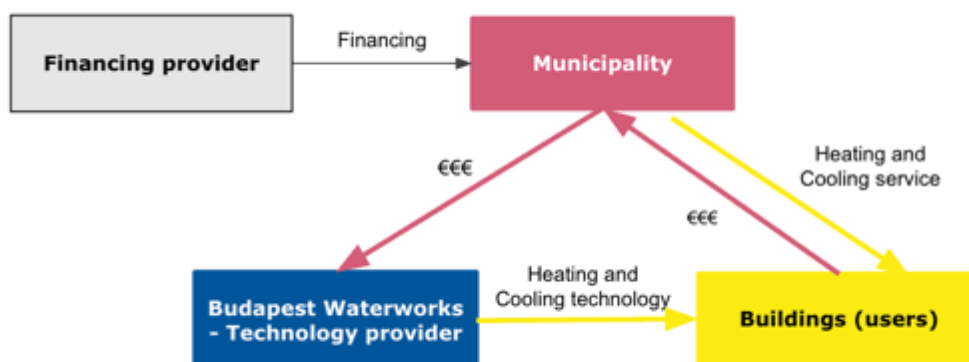 Financing provider
Financing
Municipality
€€€
€€€
Heating and
Cooling service
Budapest Waterworks
- Technology provider
Heating and
Cooling technology
Buildings (users)